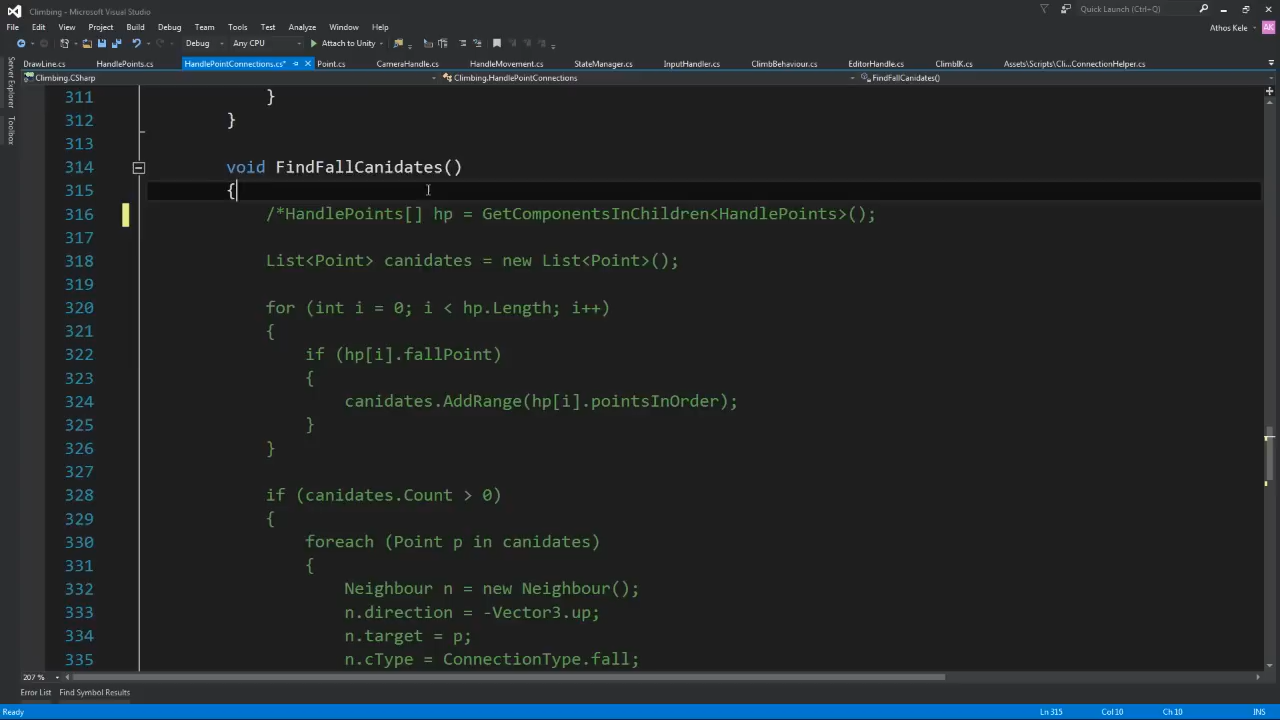 Climbing - Microsoft Visual Studio
Quick Launch (Ctrl+Q)
File Edit View Project Build Debug Team Tools Test Analyze Window Help
Athos Kele AK
Debug Any CPU Attach to Unity
DrawLine.cs HandlePoints.cs HandlePointConnections.cs* Point.cs CameraHandle.cs HandleMovement.cs StateManager.cs InputHandler.cs ClimbBehaviour.cs EditorHandle.cs ClimbIK.cs Assets\Scripts\Cli...ConnectionHelper.cs
Climbing.CSharp Climbing.HandlePointConnections FindFallCanidates()
Server Explorer
Toolbox
311 }
312 }
313
314 void FindFallCanidates()
315 {
316 /*HandlePoints[] hp = GetComponentsInChildren<HandlePoints>();
317
318 List<Point> canidates = new List<Point>();
319
320 for (int i = 0; i < hp.Length; i++)
321 {
322 if (hp[i].fallPoint)
323 {
324 canidates.AddRange(hp[i].pointsInOrder);
325 }
326 }
327
328 if (canidates.Count > 0)
329 {
330 foreach (Point p in canidates)
331 {
332 Neighbour n = new Neighbour();
333 n.direction = -Vector3.up;
334 n.target = p;
335 n.cType = ConnectionType.fall;
207 %
Error List Find Symbol Results
Ready Ln 315 Col 10 Ch 10 INS